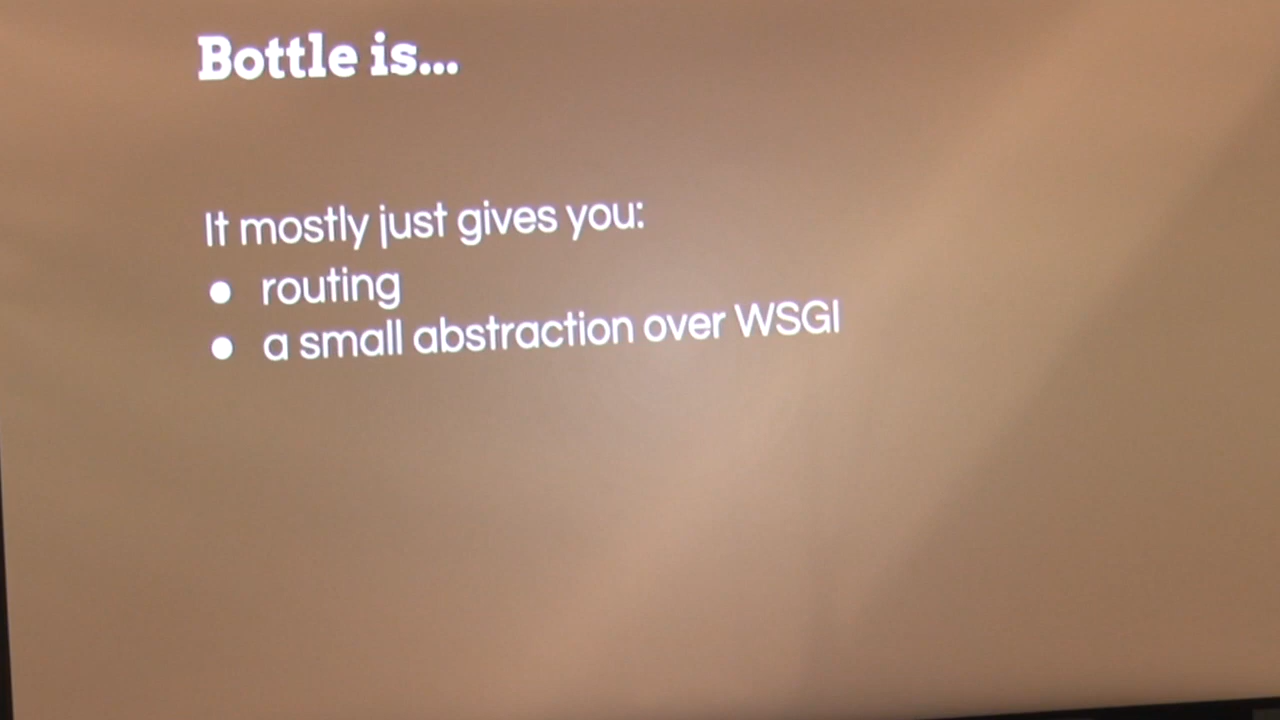 Bottle is...
It mostly just gives you:
● routing
● a small abstraction over WSGI